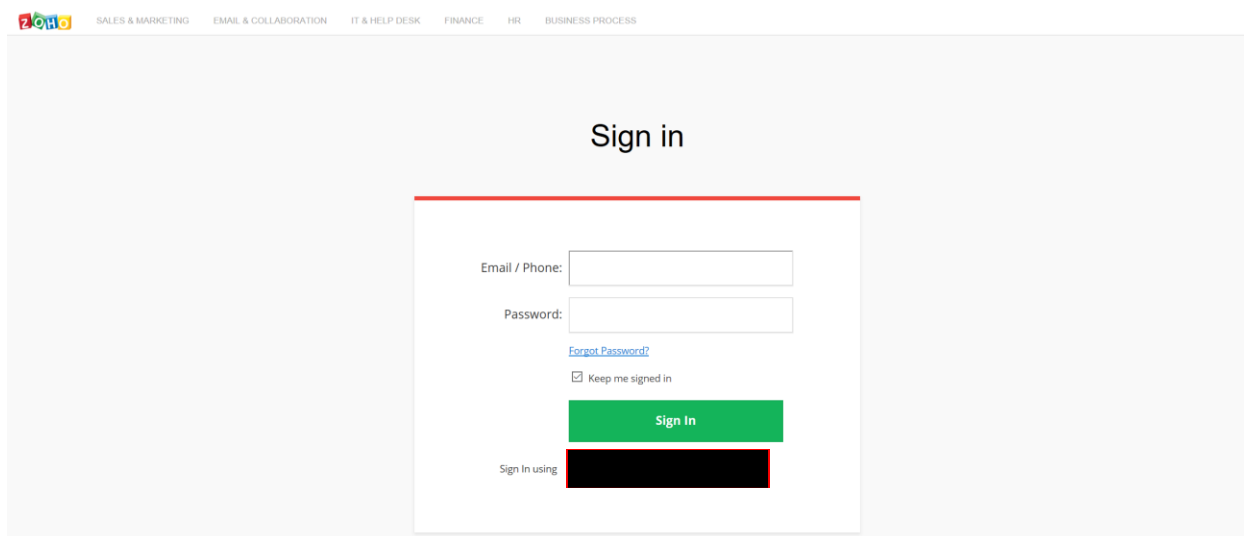 ZOHO SALES & MARKETING EMAIL & COLLABORATION IT & HELP DESK FINANCE HR BUSINESS PROCESS
Sign in
Email / Phone:
Password:
Forgot Password?
Keep me signed in
Sign In
Sign In using